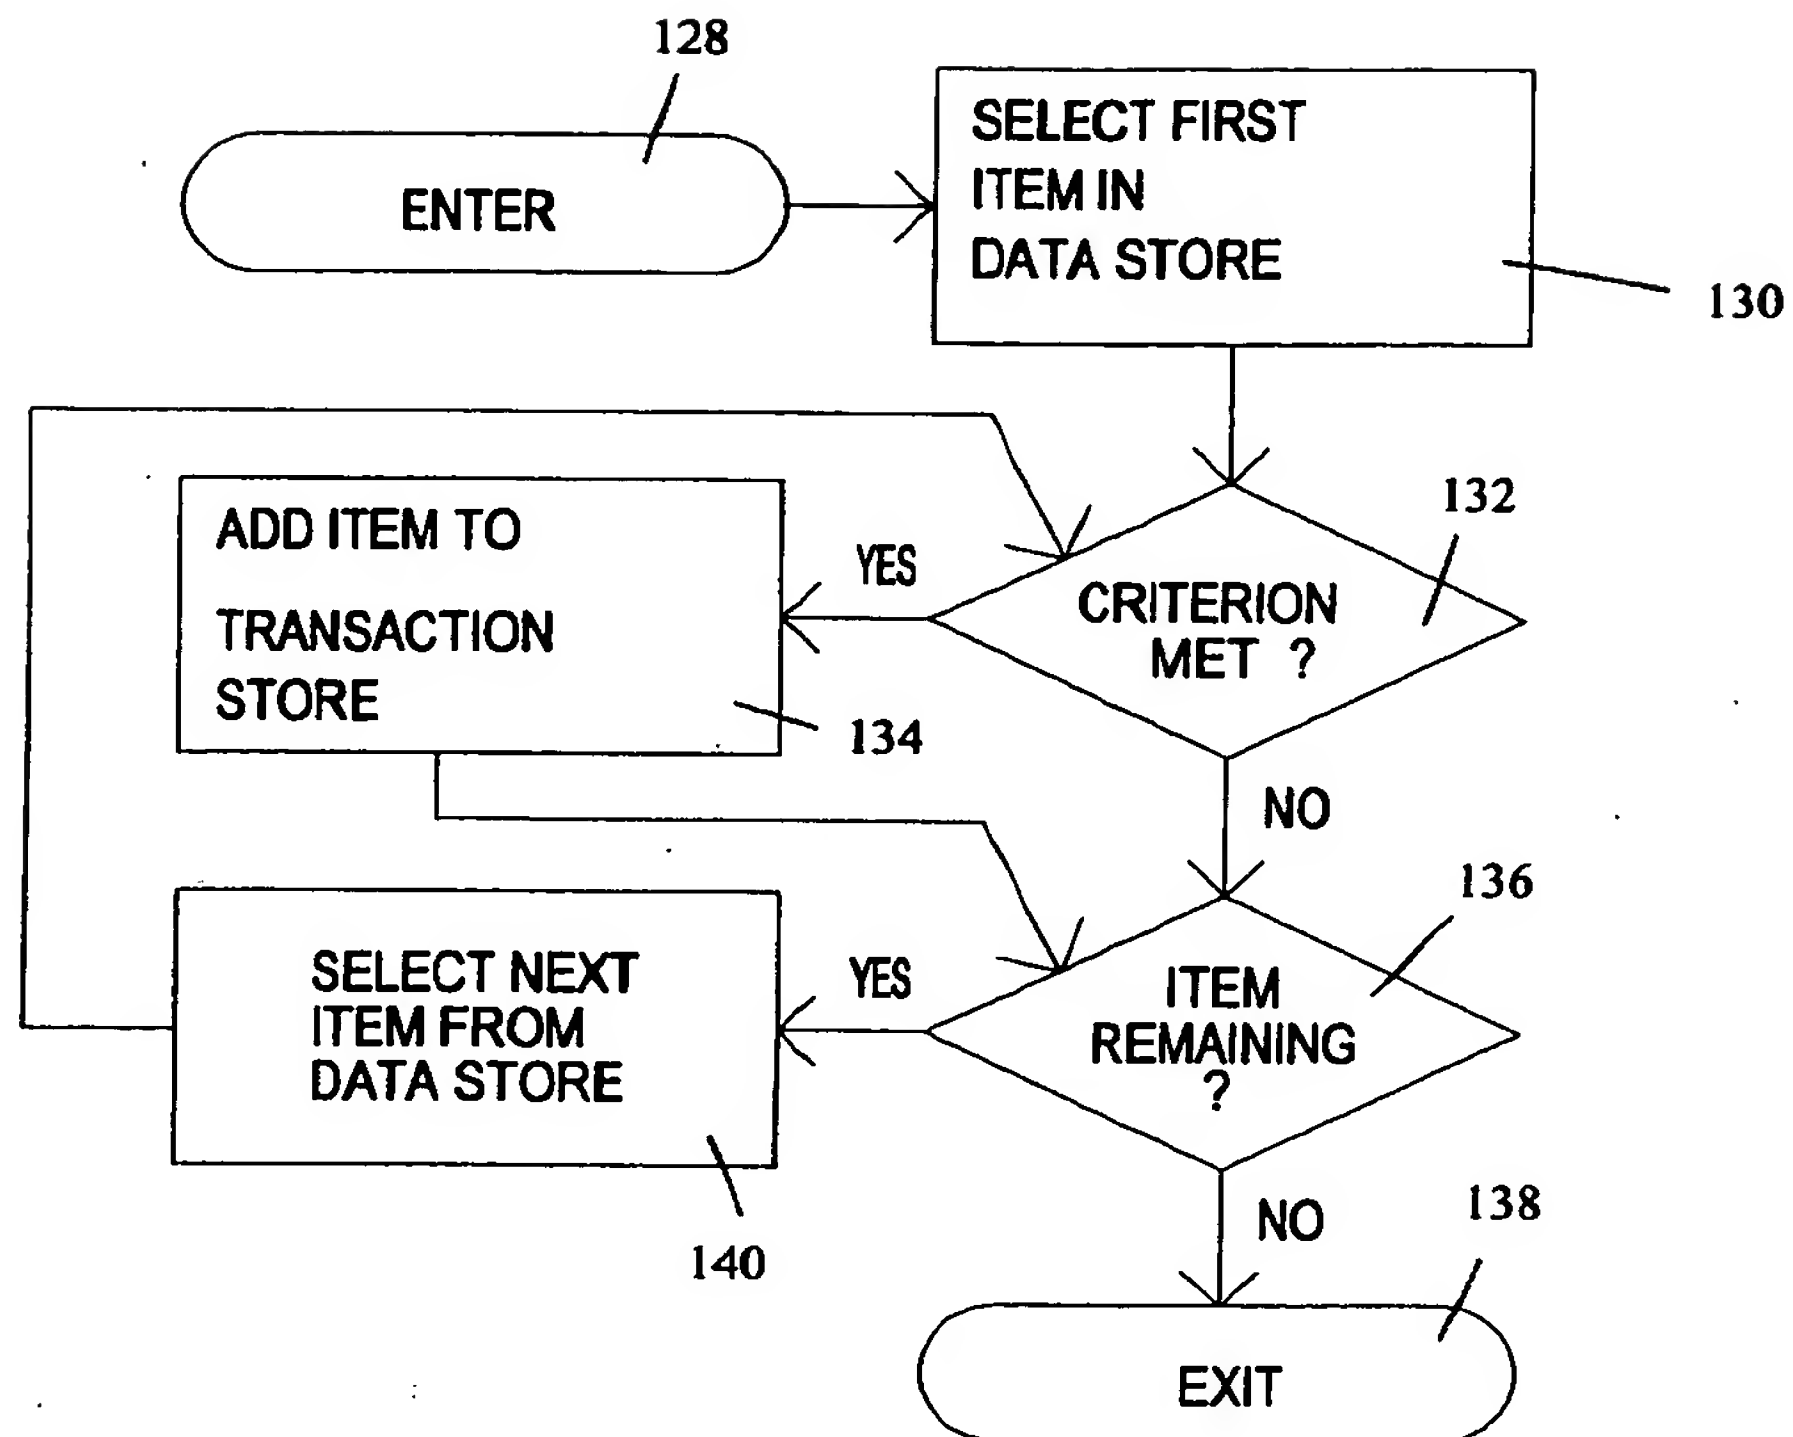 128
ENTER
SELECT FIRST
ITEM IN
DATA STORE
130
132
CRITERION
MET ?
YES
ADD ITEM TO
TRANSACTION
STORE
134
NO
136
ITEM
REMAINING
?
YES
SELECT NEXT
ITEM FROM
DATA STORE
140
NO
138
EXIT